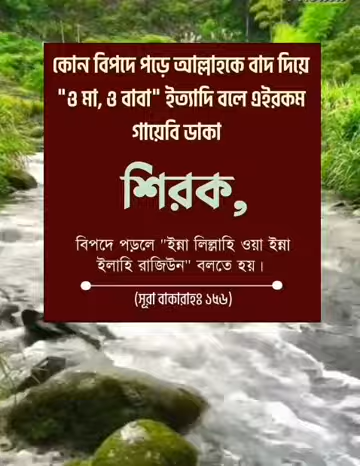 কোন বিপদে পড়ে আল্লাহকে বাদ দিয়ে
"ও মা, ও বাবা" ইত্যাদি বলে এইরকম
গায়েবি ডাকা
শিরক,
বিপদে পড়লে "ইন্না লিল্লাহি ওয়া ইন্না
ইলাহি রাজিউন" বলতে হয়।
(সূরা বাকারাহঃ ১৫৬)